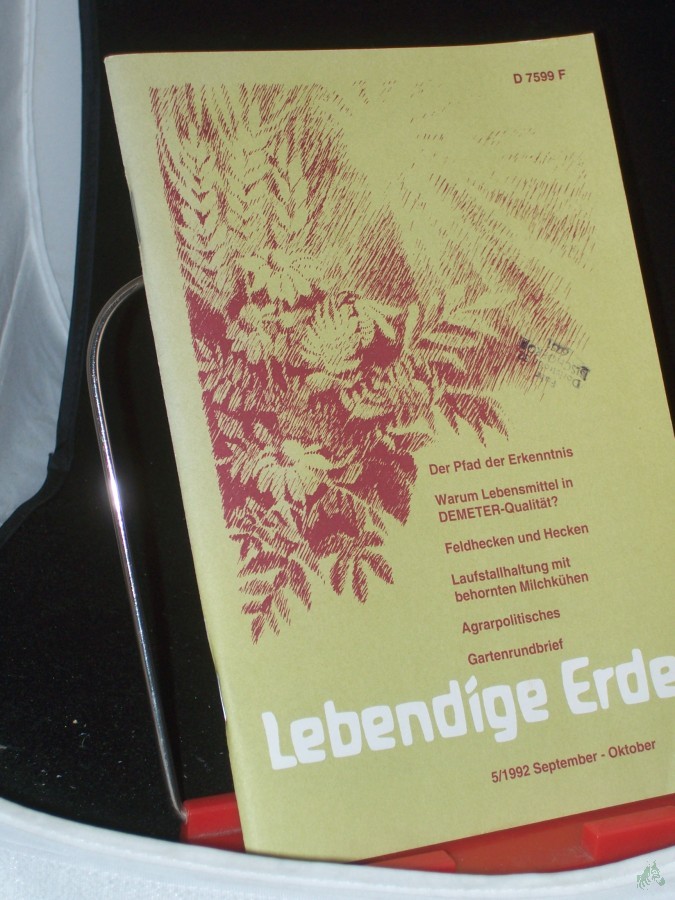 D 7599 F
Der Pfad der Erkenntnis
Warum Lebensmittel in
DEMETER-Qualität?
Feldhecken und Hecken
Laufstallhaltung mit
behornten Milchkühen
Agrarpolitisches
Gartenrundbrief
Lebendige Erde
5/1992 September - Oktober